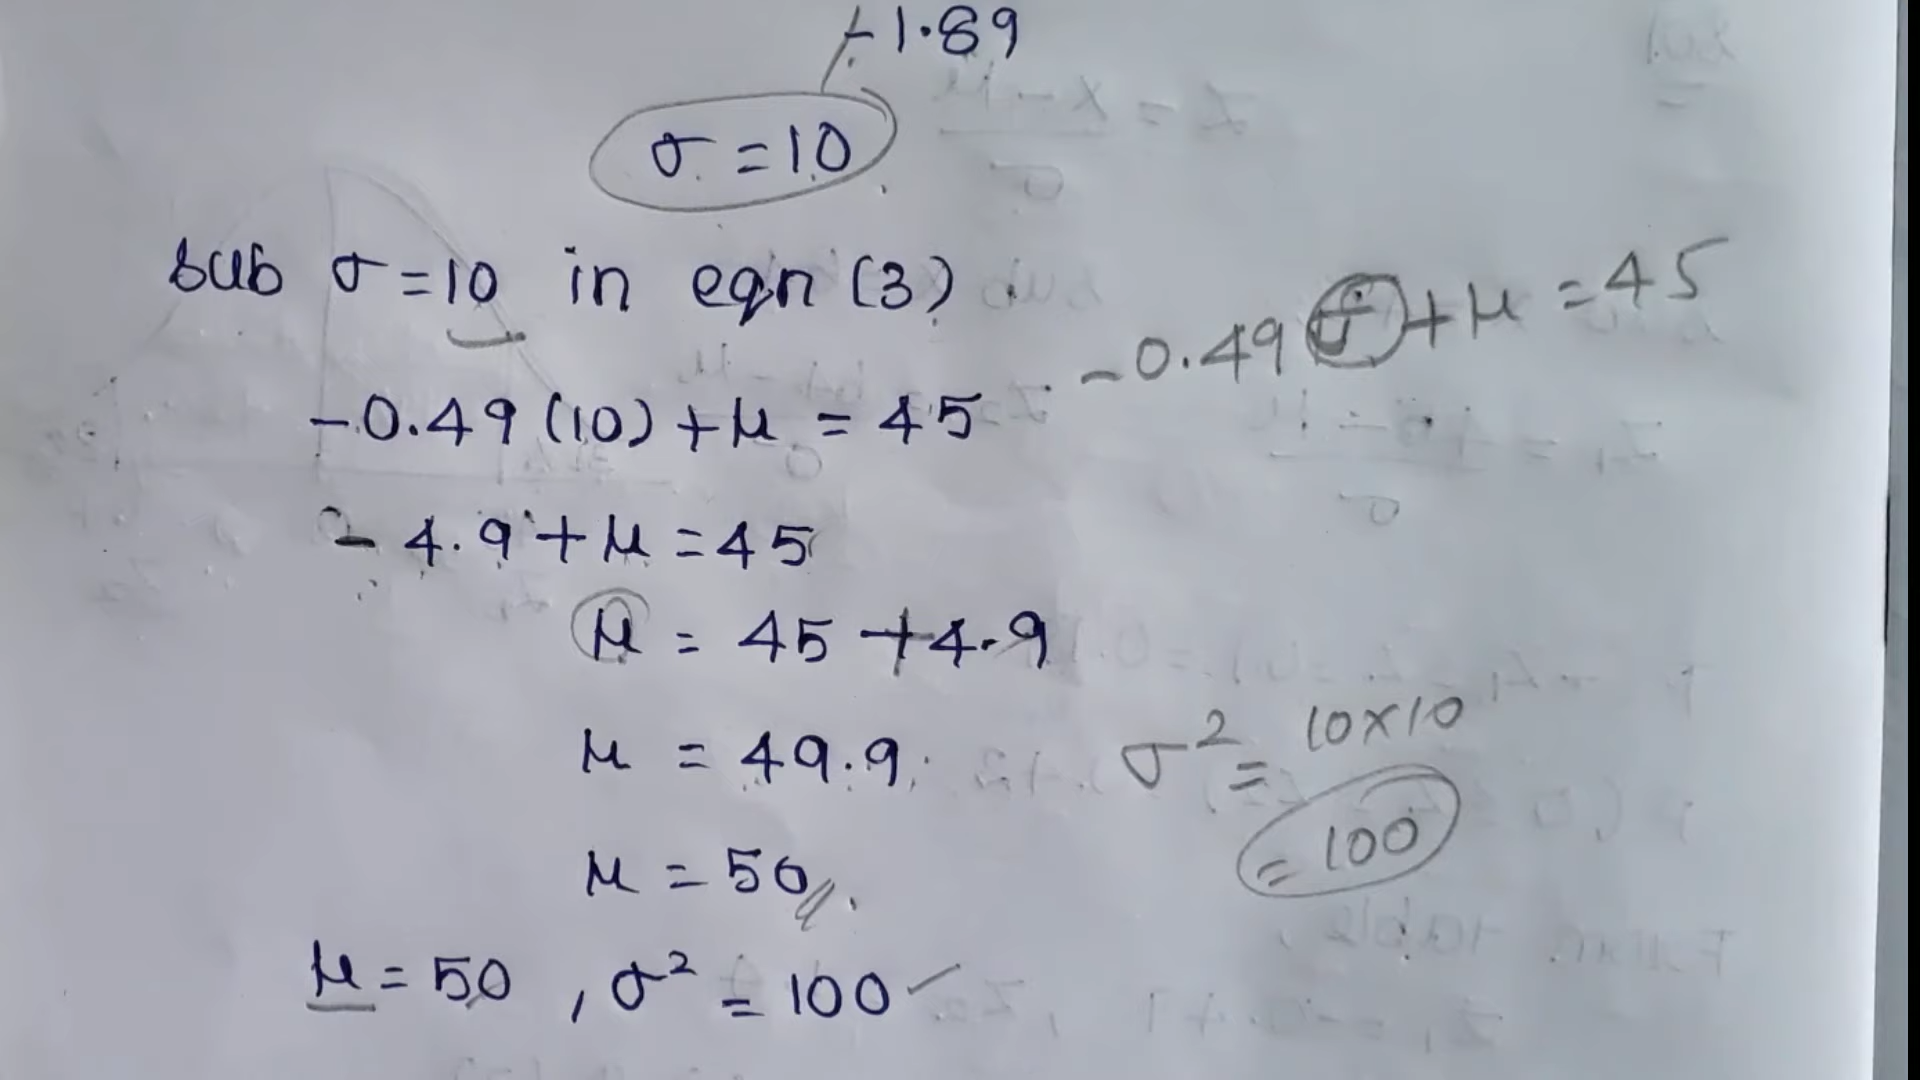 -1.89
σ = 10
sub σ = 10 in eqn (3)
-0.49 σ + μ = 45
-0.49 (10) + μ = 45
- 4.9 + μ = 45
μ = 45 + 4.9
μ = 49.9
σ² = 10×10
= 100
μ = 50
μ = 50 , σ² = 100